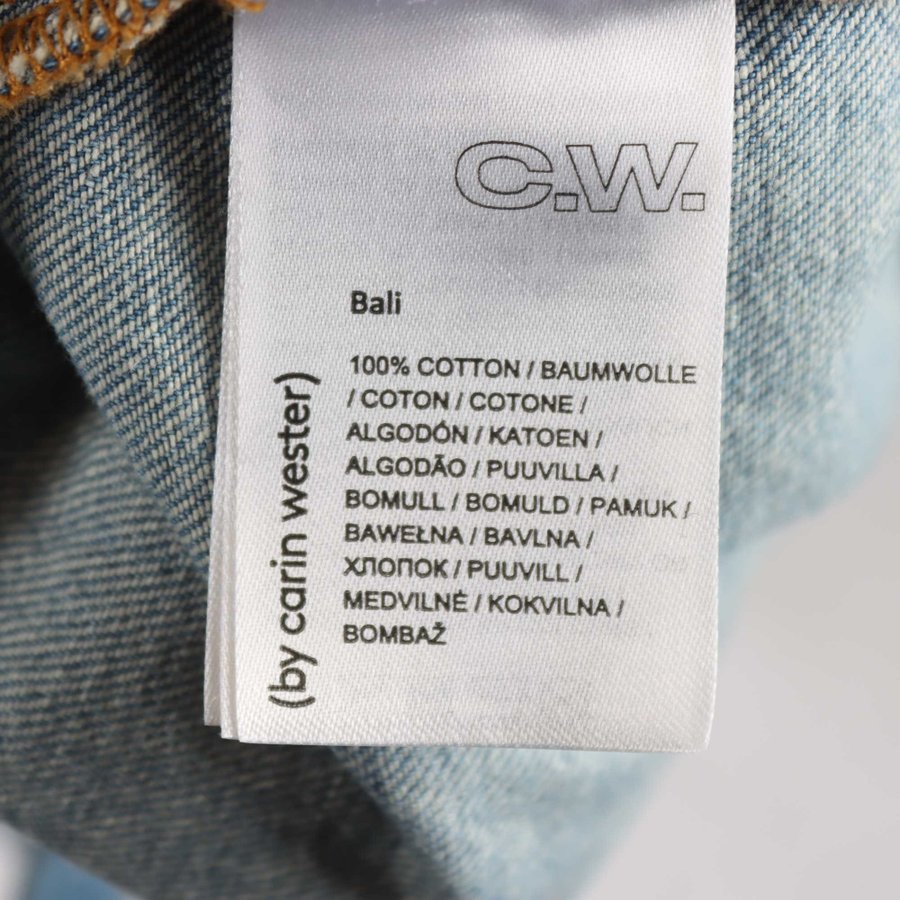 C.W.
Bali
100% COTTON / BAUMWOLLE
/ COTON / COTONE /
ALGODÓN / KATOEN /
ALGODÃO / PUUVILLA /
BOMULL / BOMULD / PAMUK /
BAWEŁNA / BAVLNA /
ХЛОПОК / PUUVILL /
MEDVILNĖ / KOKVILNA /
BOMBAŽ
(by carin wester)